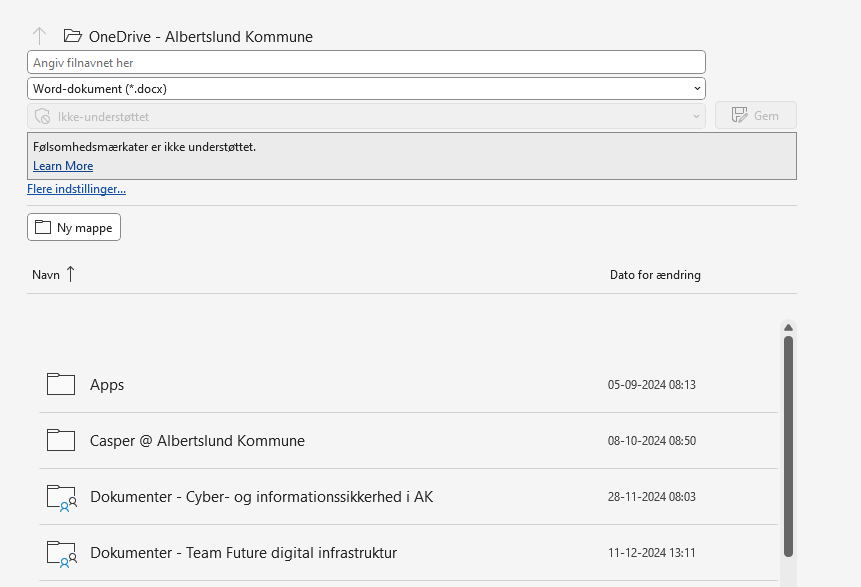 OneDrive - Albertslund Kommune
Angiv filnavnet her
Word-dokument (*.docx)
Ikke-understøttet
Gem
Følsomhedsmærkater er ikke understøttet.
Learn More
Flere indstillinger...
Ny mappe
Navn
Dato for ændring
Apps
05-09-2024 08:13
Casper @ Albertslund Kommune
08-10-2024 08:50
Dokumenter - Cyber- og informationssikkerhed i AK
28-11-2024 08:03
Dokumenter - Team Future digital infrastruktur
11-12-2024 13:11